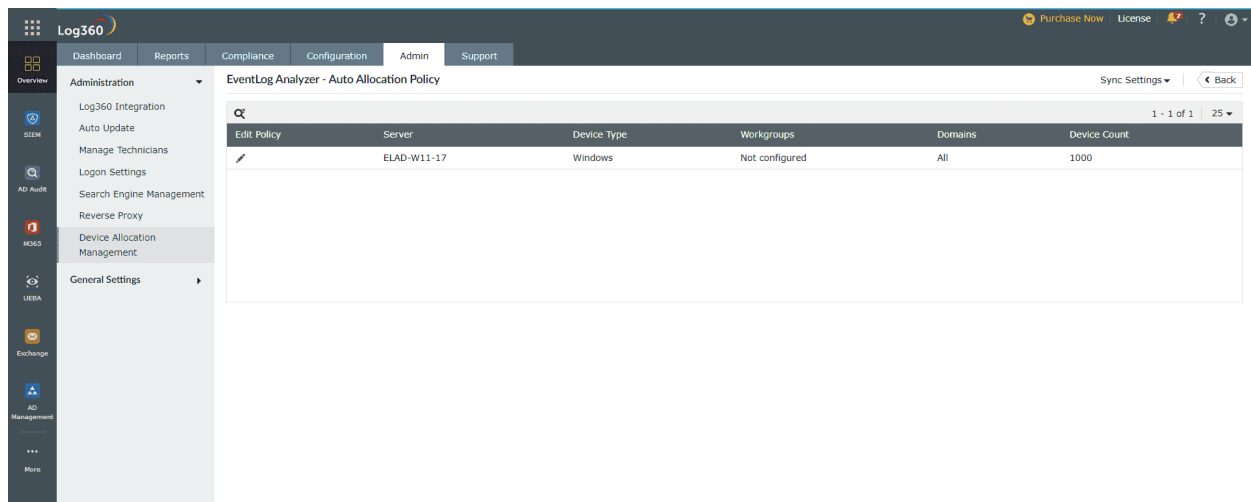 Log360
Purchase Now License 7 ?
Dashboard Reports Compliance Configuration Admin Support
Overview
SIEM
AD Audit
M365
UEBA
Exchange
AD
Management
...
More
Administration
Log360 Integration
Auto Update
Manage Technicians
Logon Settings
Search Engine Management
Reverse Proxy
Device Allocation
Management
General Settings
EventLog Analyzer - Auto Allocation Policy
Sync Settings Back
1 - 1 of 1 25
Edit Policy Server Device Type Workgroups Domains Device Count
ELAD-W11-17 Windows Not configured All 1000